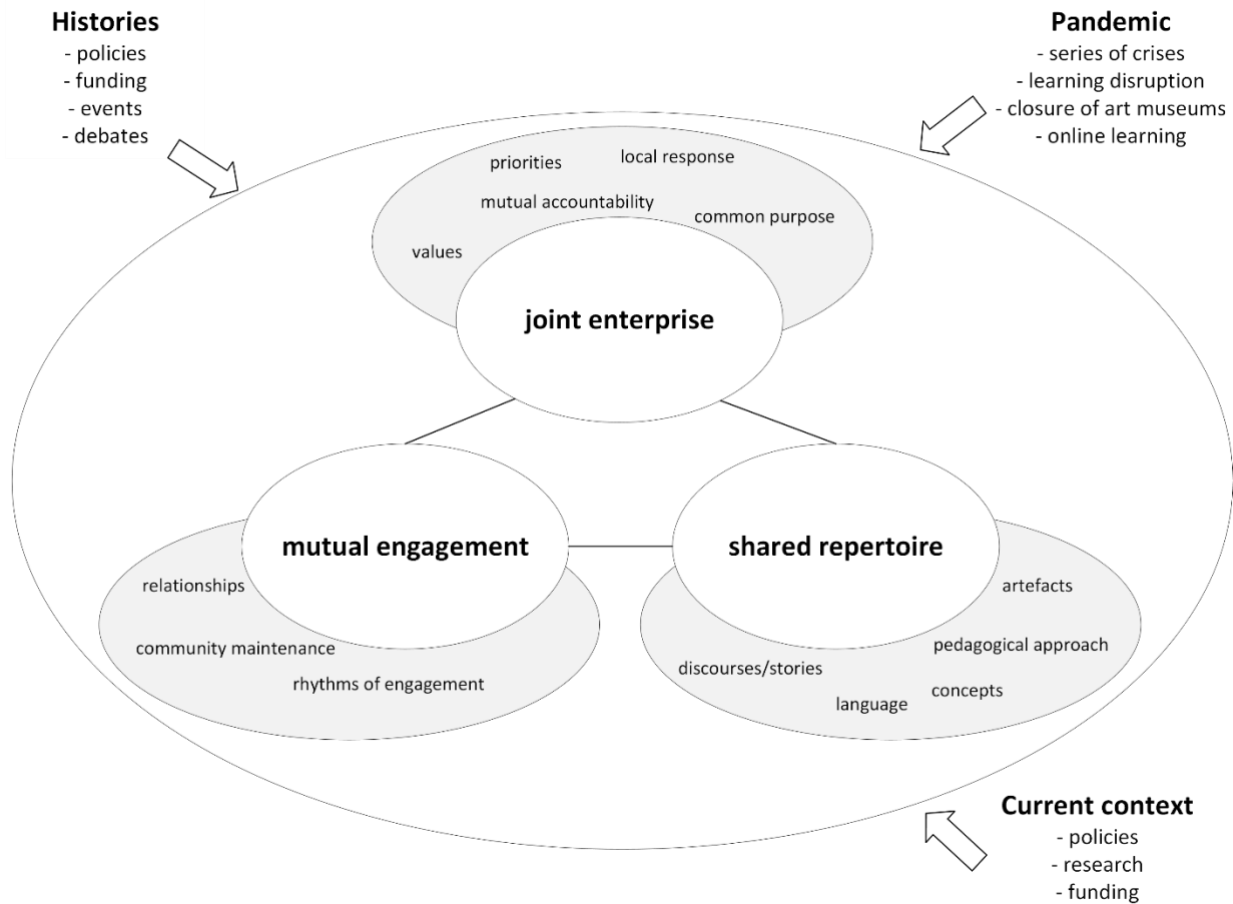 Histories
- policies
- funding
- events
- debates
Pandemic
- series of crises
- learning disruption
- closure of art museums
- online learning
priorities
local response
mutual accountability
common purpose
values
joint enterprise
mutual engagement
relationships
community maintenance
rhythms of engagement
shared repertoire
artefacts
pedagogical approach
discourses/stories
concepts
language
Current context
- policies
- research
- funding